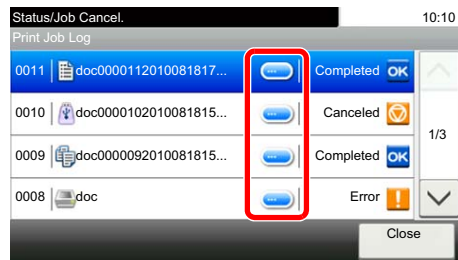 Status/Job Cancel. 10:10
Print Job Log
0011 doc0000112010081817... ... Completed OK
0010 doc0000102010081815... ... Canceled
0009 doc0000092010081815... ... Completed OK
0008 doc ... Error !
1/3
Close